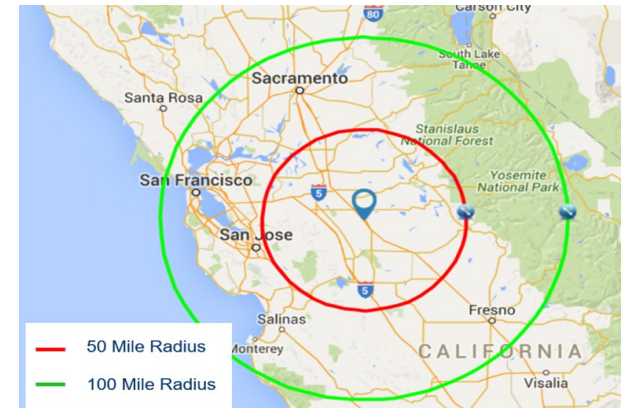 Carson City
80
South Lake
Tahoe
Sacramento
Santa Rosa
Stanislaus
National Forest
Yosemite
National Park
San Francisco
5
San Jose
5
Salinas
Fresno
Monterey
CALIFORNIA
Visalia
50 Mile Radius
100 Mile Radius